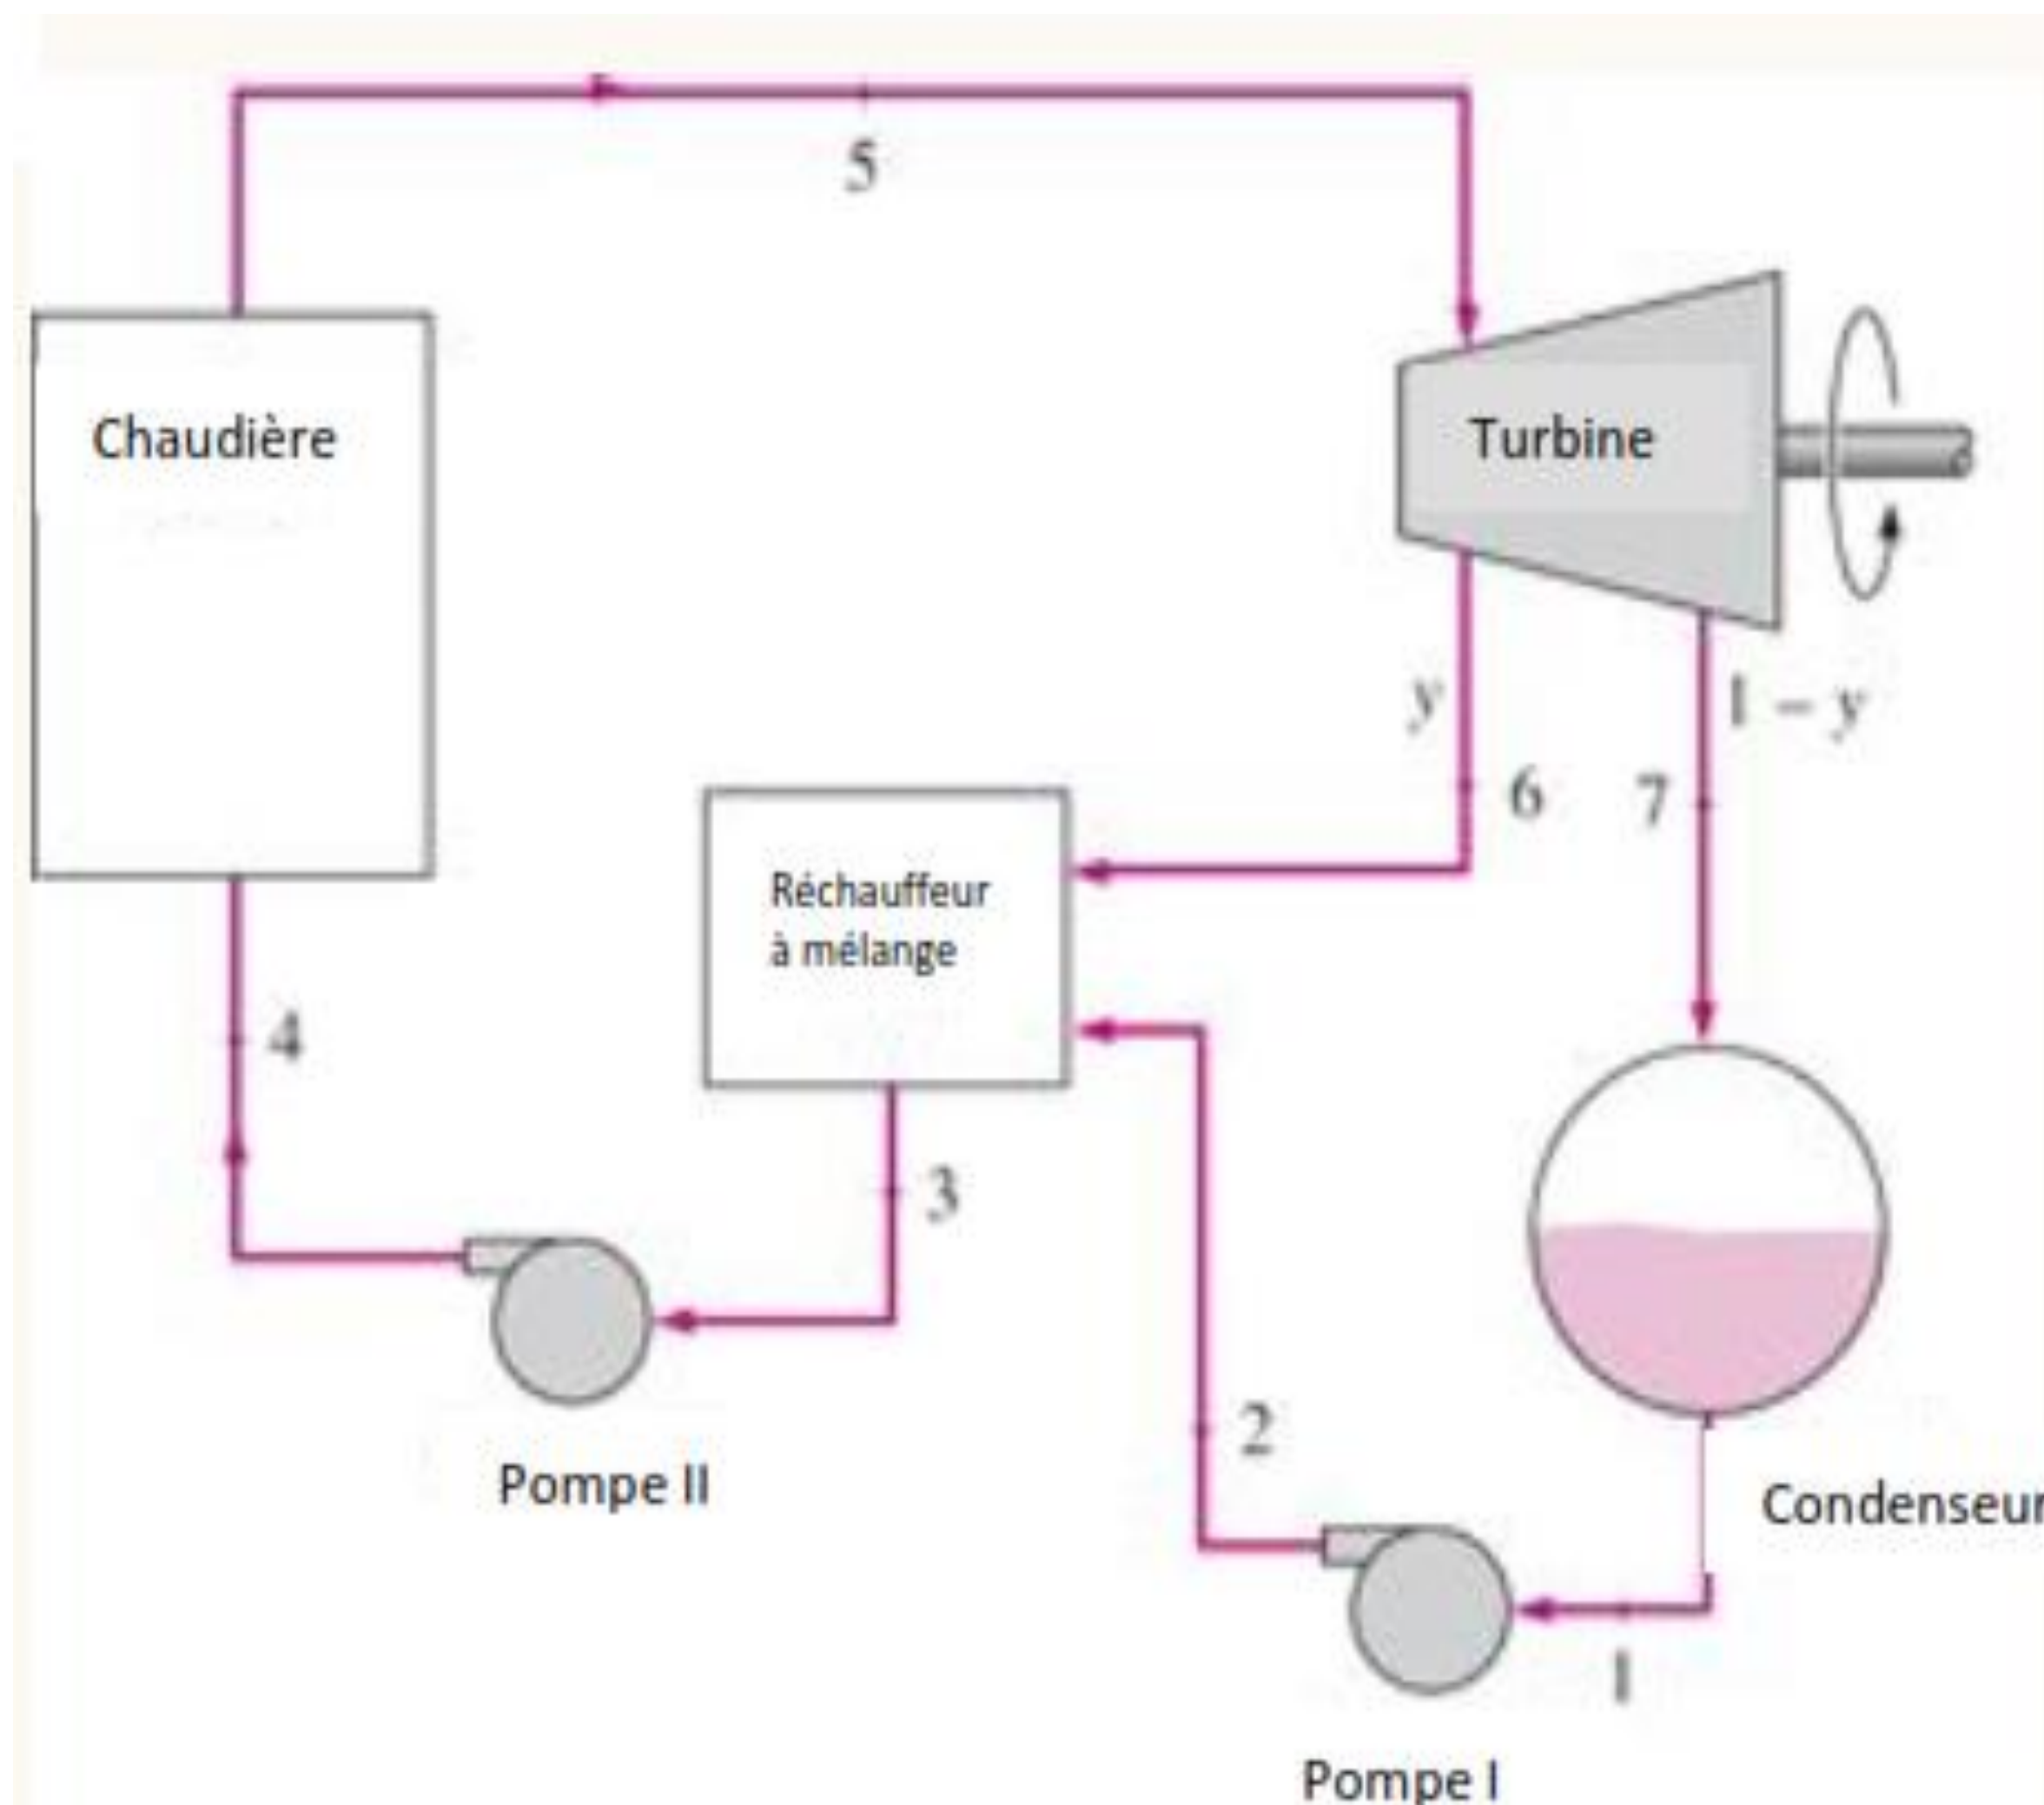 5
Chaudière
Turbine
y
1 – y
6
7
Réchauffeur
à mélange
4
3
2
Pompe II
Condenseur
1
Pompe I